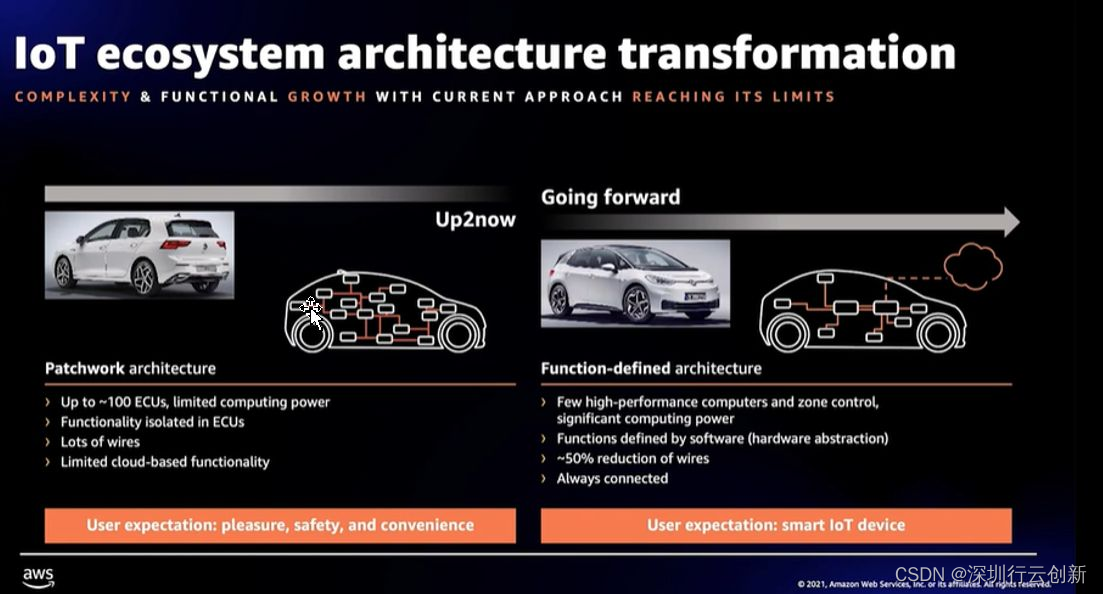 IoT ecosystem architecture transformation
COMPLEXITY & FUNCTIONAL GROWTH WITH CURRENT APPROACH REACHING ITS LIMITS
Up2now
Patchwork architecture
› Up to ~100 ECUs, limited computing power
› Functionality isolated in ECUs
› Lots of wires
› Limited cloud-based functionality
User expectation: pleasure, safety, and convenience
Going forward
Function-defined architecture
› Few high-performance computers and zone control,
significant computing power
› Functions defined by software (hardware abstraction)
› ~50% reduction of wires
› Always connected
User expectation: smart IoT device
aws
© 2021, Amazon Web Services, Inc. or its affiliates. All rights reserved.
CSDN @深圳行云创新